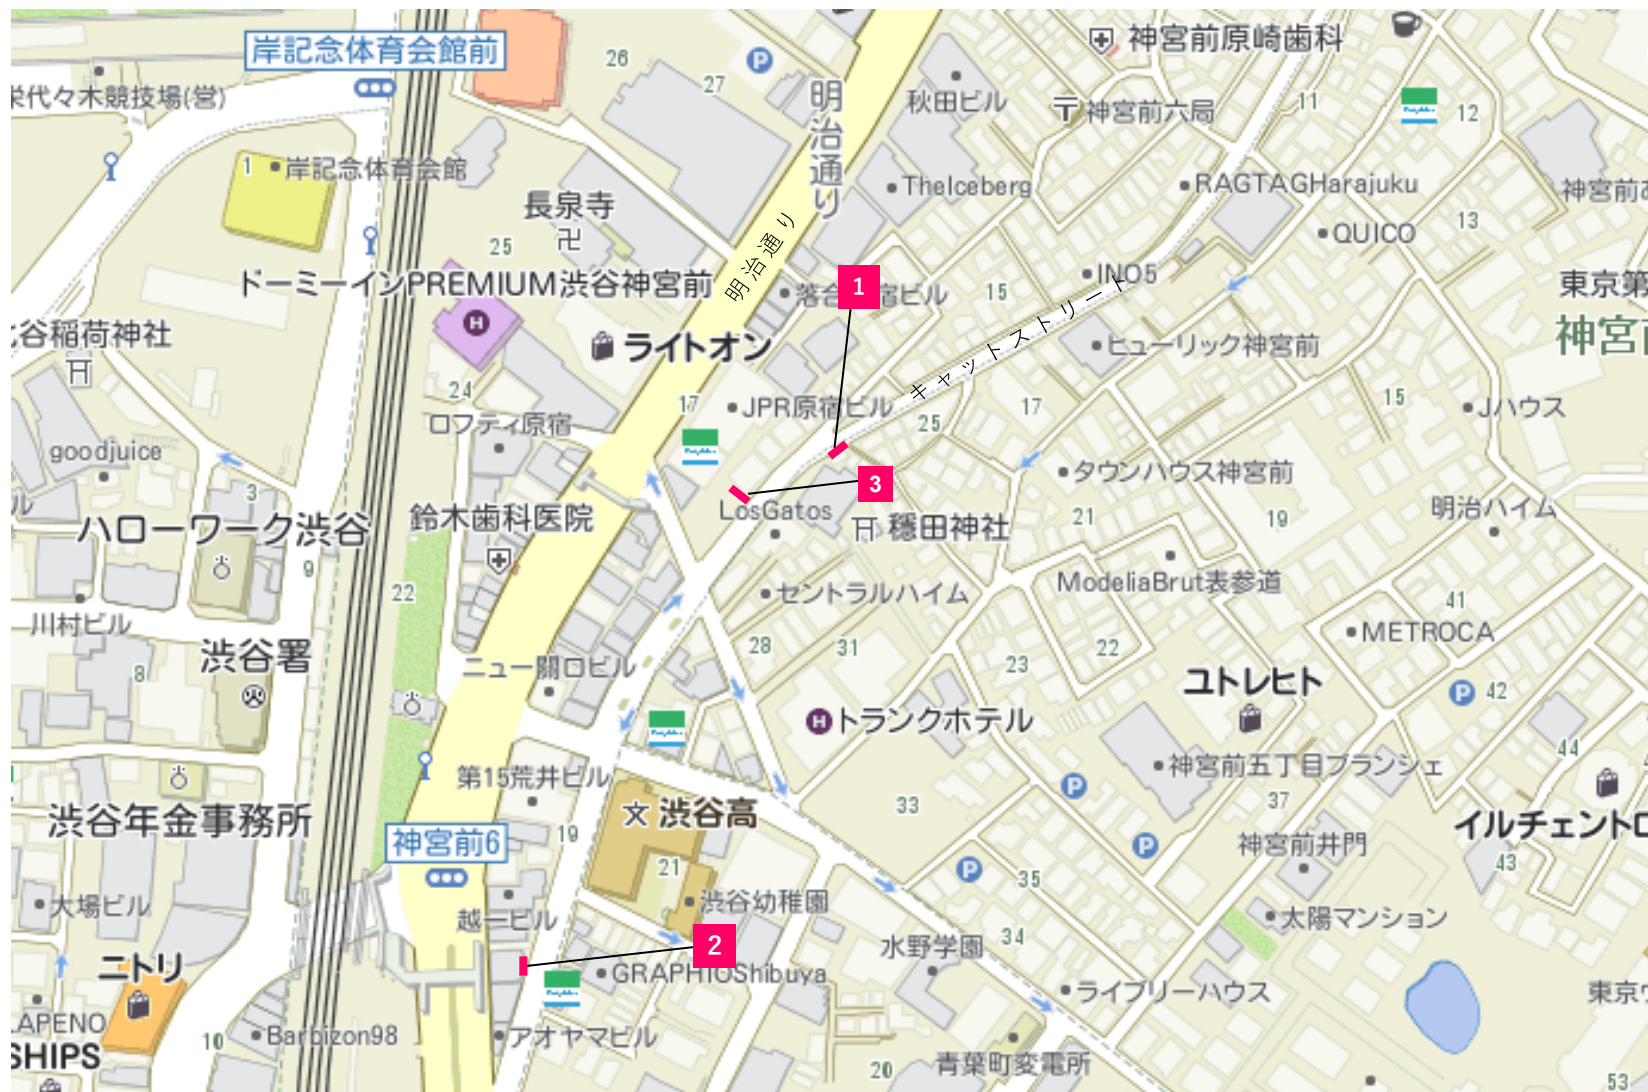 岸記念体育会館前
代々木競技場(営)
岸記念体育会館
1
26
27
P
明治通り
秋田ビル
神宮前原崎歯科
〒神宮前六局
11
12
TheIceberg
RAGTAGHarajuku
QUICO
13
長泉寺
卍
25
明治通り
ドーミーインPREMIUM渋谷神宮前
H
1
15
INO5
キャットストリート
東京第
谷稲荷神社
ライトオン
ヒューリック神宮前
24
17
JPR原宿ビル
ロフティ原宿
25
17
15
Jハウス
goodjuice
タウンハウス神宮前
3
3
LosGatos
鈴木歯科医院
穏田神社
21
19
明治ハイム
ハローワーク渋谷
9
22
セントラルハイム
ModeliaBrut表参道
41
川村ビル
METROCA
渋谷署
8
ニュー關口ビル
28
31
23
22
ユトレヒト
P
42
H
トランクホテル
44
第15荒井ビル
神宮前五丁目ブランシェ
P
37
渋谷年金事務所
渋谷高
33
19
イルチェントロ
神宮前6
神宮前井門
P
43
21
P
35
大場ビル
越一ビル
渋谷幼稚園
太陽マンション
2
水野学園
34
ニトリ
GRAPHIOShibuya
ライブリーハウス
APENO
10
Barbizon98
アオヤマビル
SHIPS
青葉町変電所
20
53